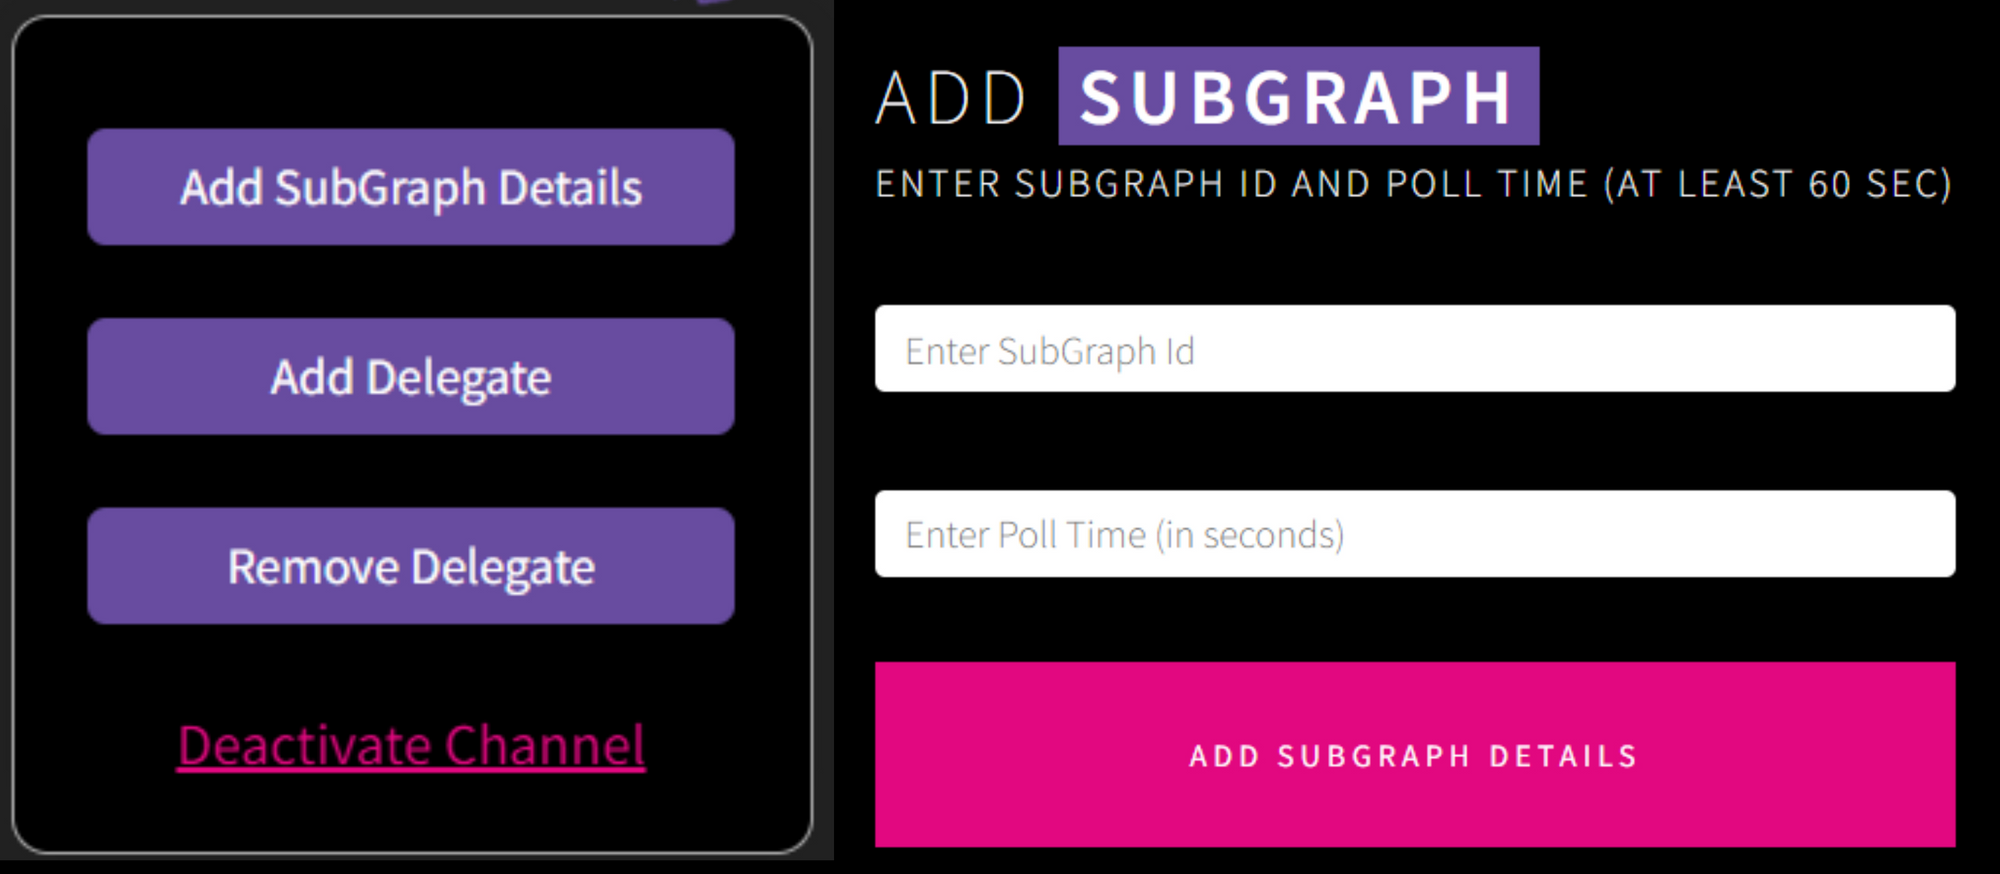 Add SubGraph Details
Add Delegate
Remove Delegate
Deactivate Channel
ADD SUBGRAPH
ENTER SUBGRAPH ID AND POLL TIME (AT LEAST 60 SEC)
Enter SubGraph Id
Enter Poll Time (in seconds)
ADD SUBGRAPH DETAILS